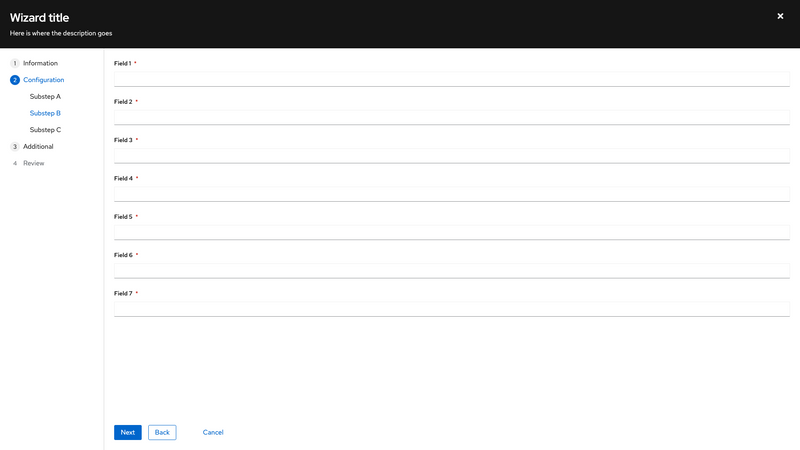 Wizard title
Here is where the description goes
1 Information
2 Configuration
Substep A
Substep B
Substep C
3 Additional
4 Review
Field 1 *
Field 2 *
Field 3 *
Field 4 *
Field 5 *
Field 6 *
Field 7 *
Next Back Cancel